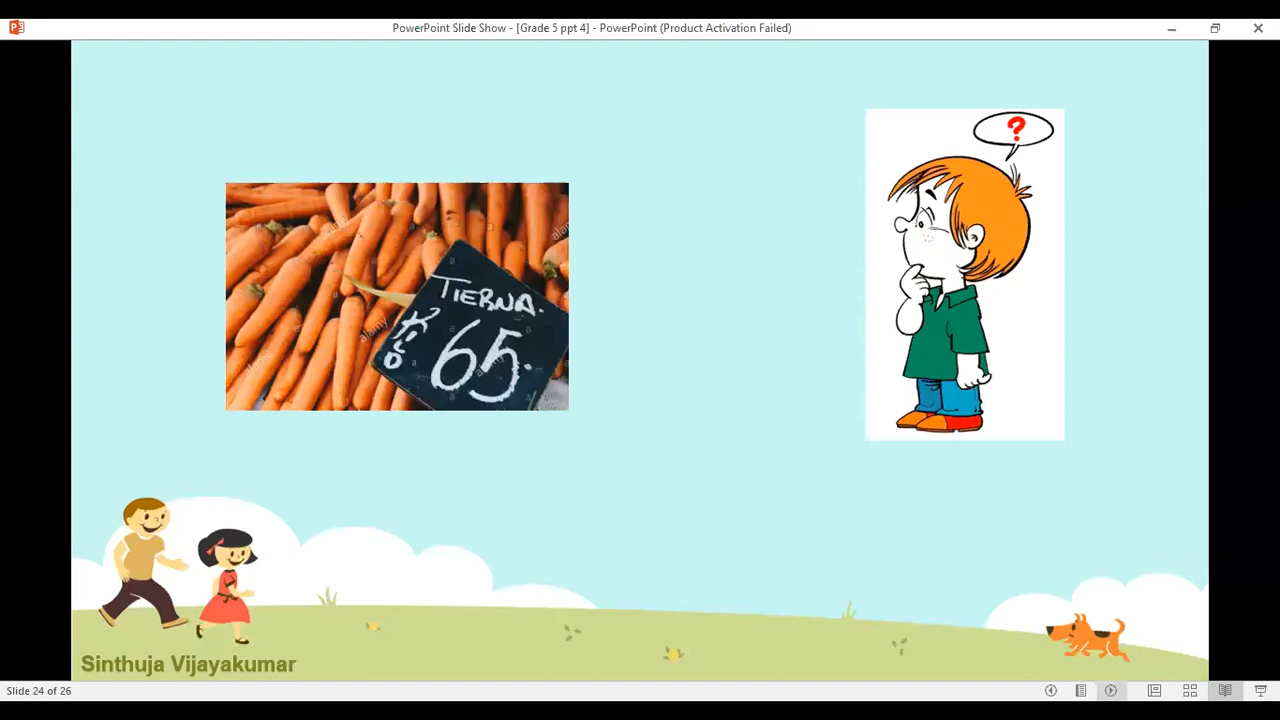 PowerPoint Slide Show - [Grade 5 ppt 4] - PowerPoint (Product Activation Failed)
?
TIERNA.
KILO
65.
alamy
Sinthuja Vijayakumar
Slide 24 of 26